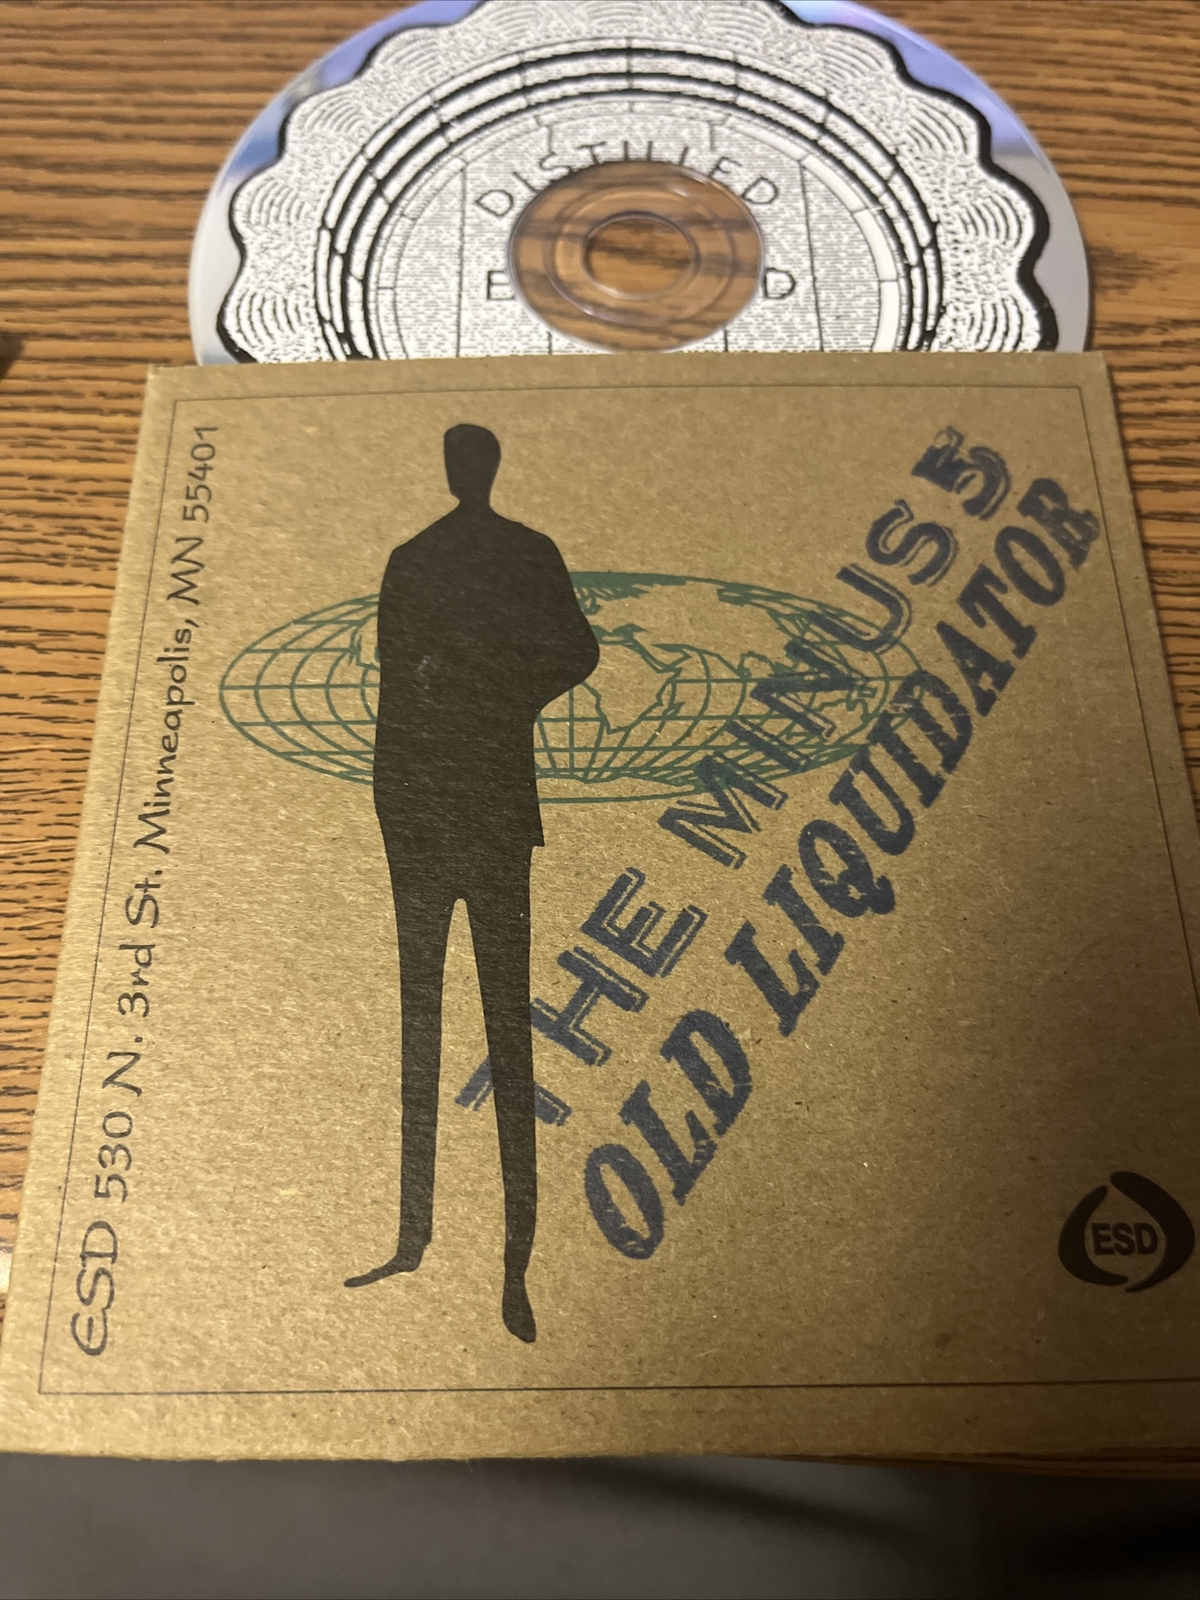 DISTILLED
ESD 530 N. 3rd St. Minneapolis, MN 55401
THE MINUS 5
OLD LIQUIDATOR
ESD